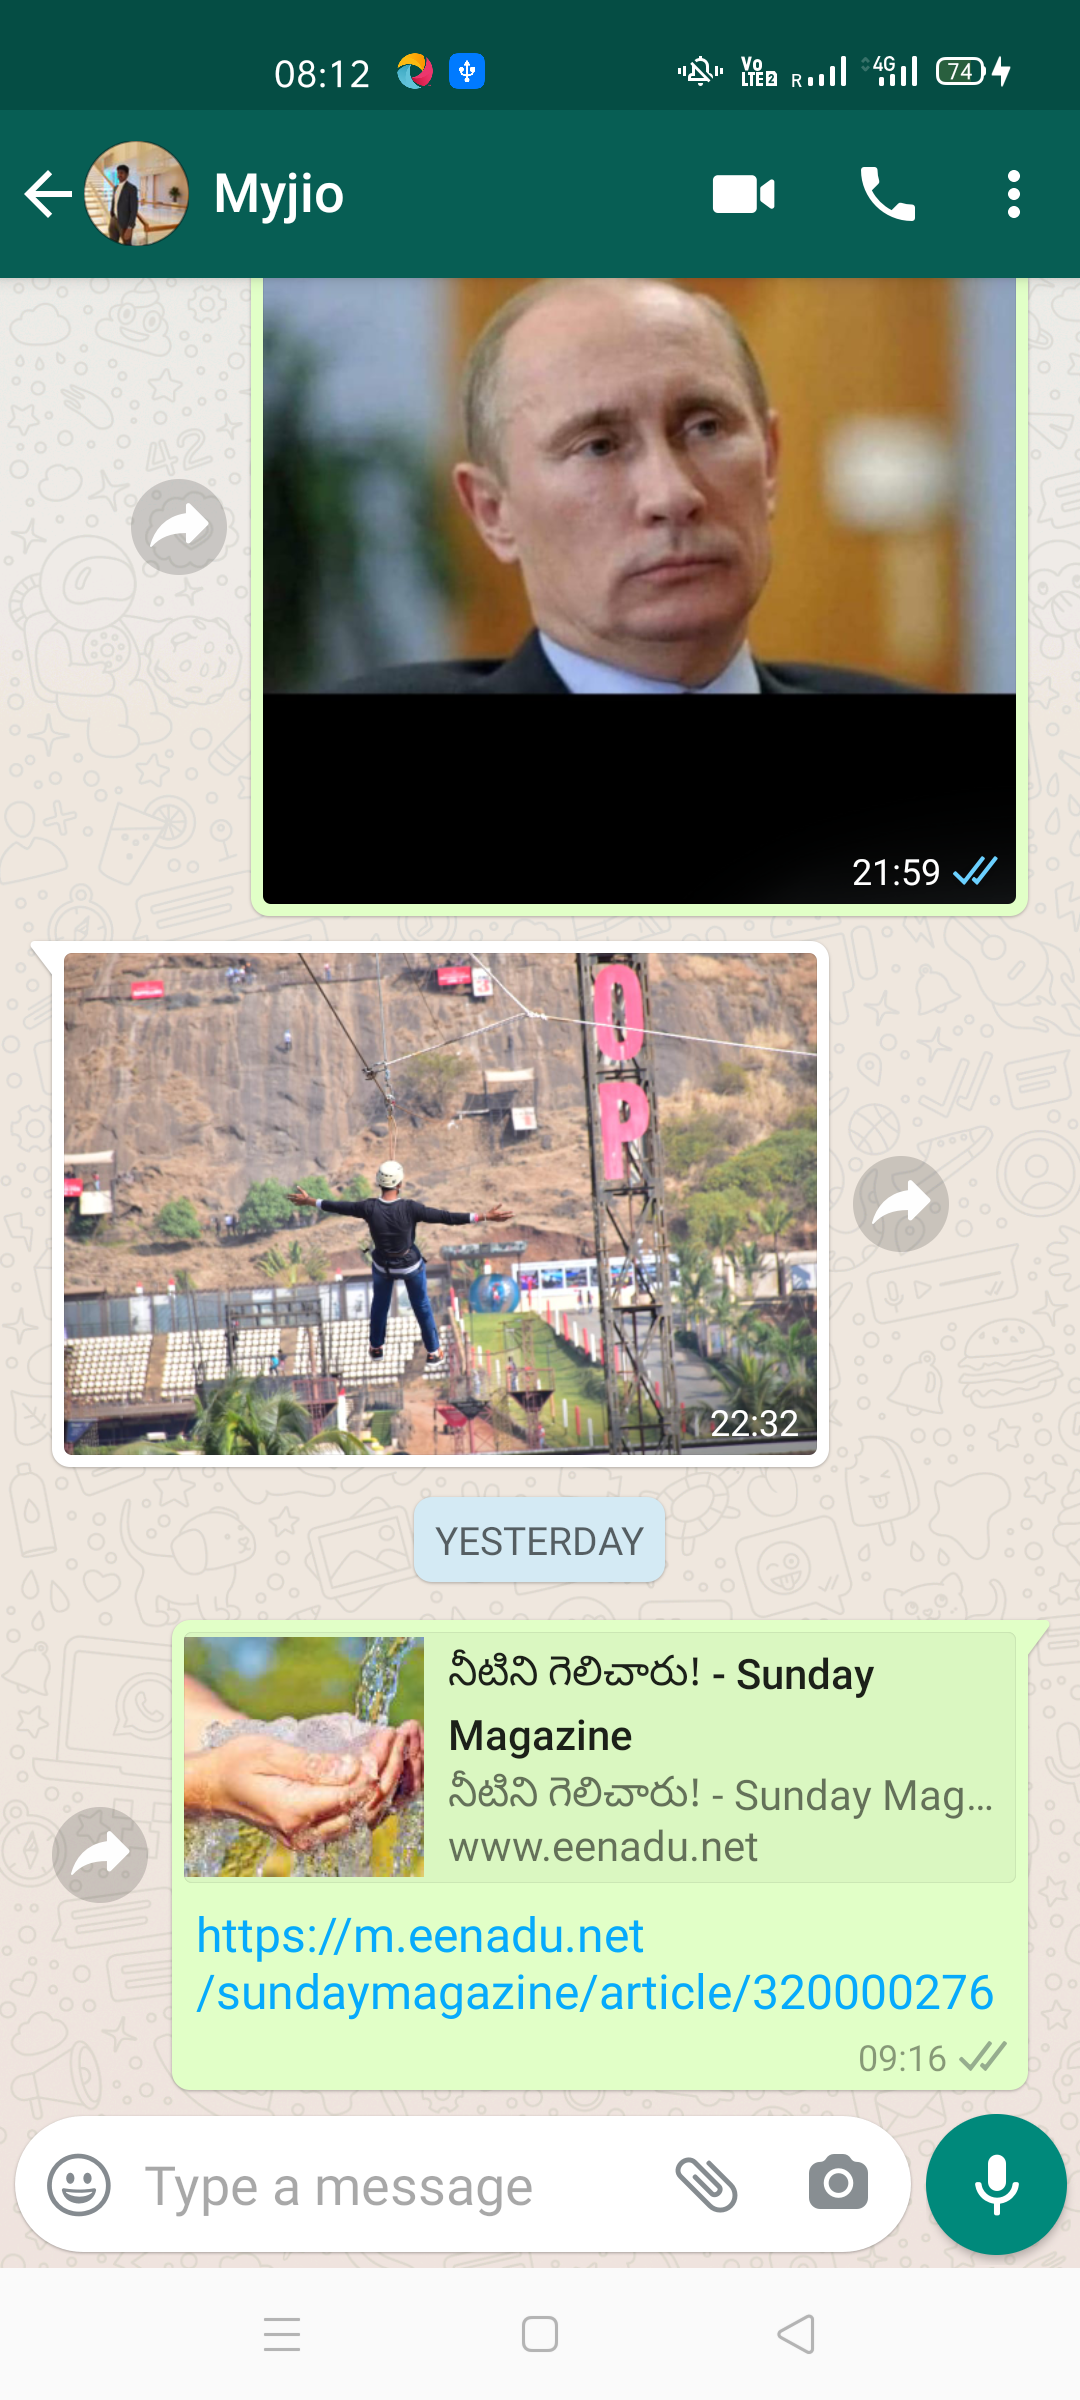 08:12
Vo
LTE2
R
4G
74
Myjio
21:59
3
O
P
22:32
YESTERDAY
నీటిని గెలిచారు! - Sunday
Magazine
నీటిని గెలిచారు! - Sunday Mag...
www.eenadu.net
https://m.eenadu.net
/sundaymagazine/article/320000276
09:16
Type a message